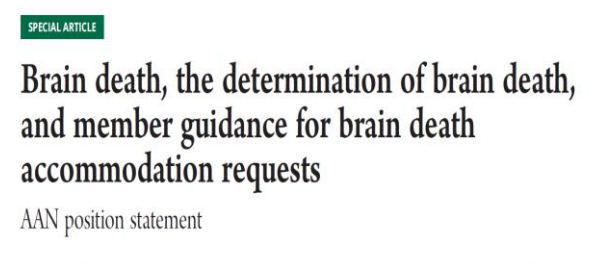 SPECIAL ARTICLE
Brain death, the determination of brain death,
and member guidance for brain death
accommodation requests
AAN position statement